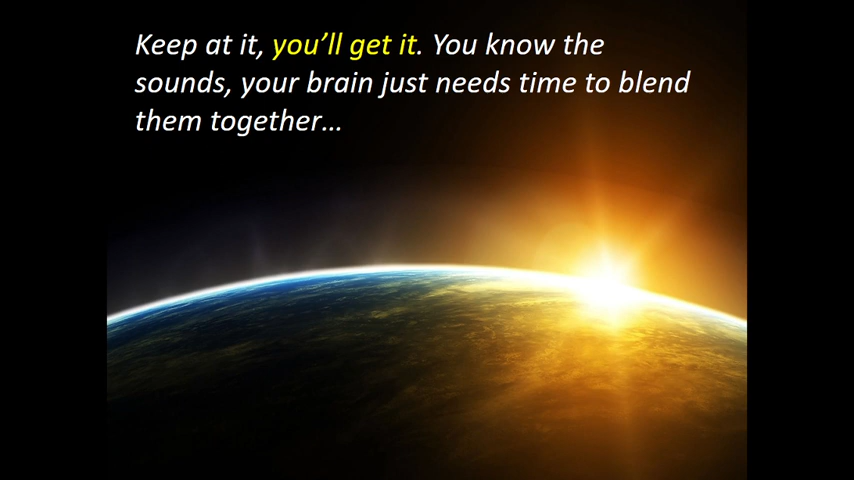 Keep at it, you’ll get it. You know the
sounds, your brain just needs time to blend
them together…